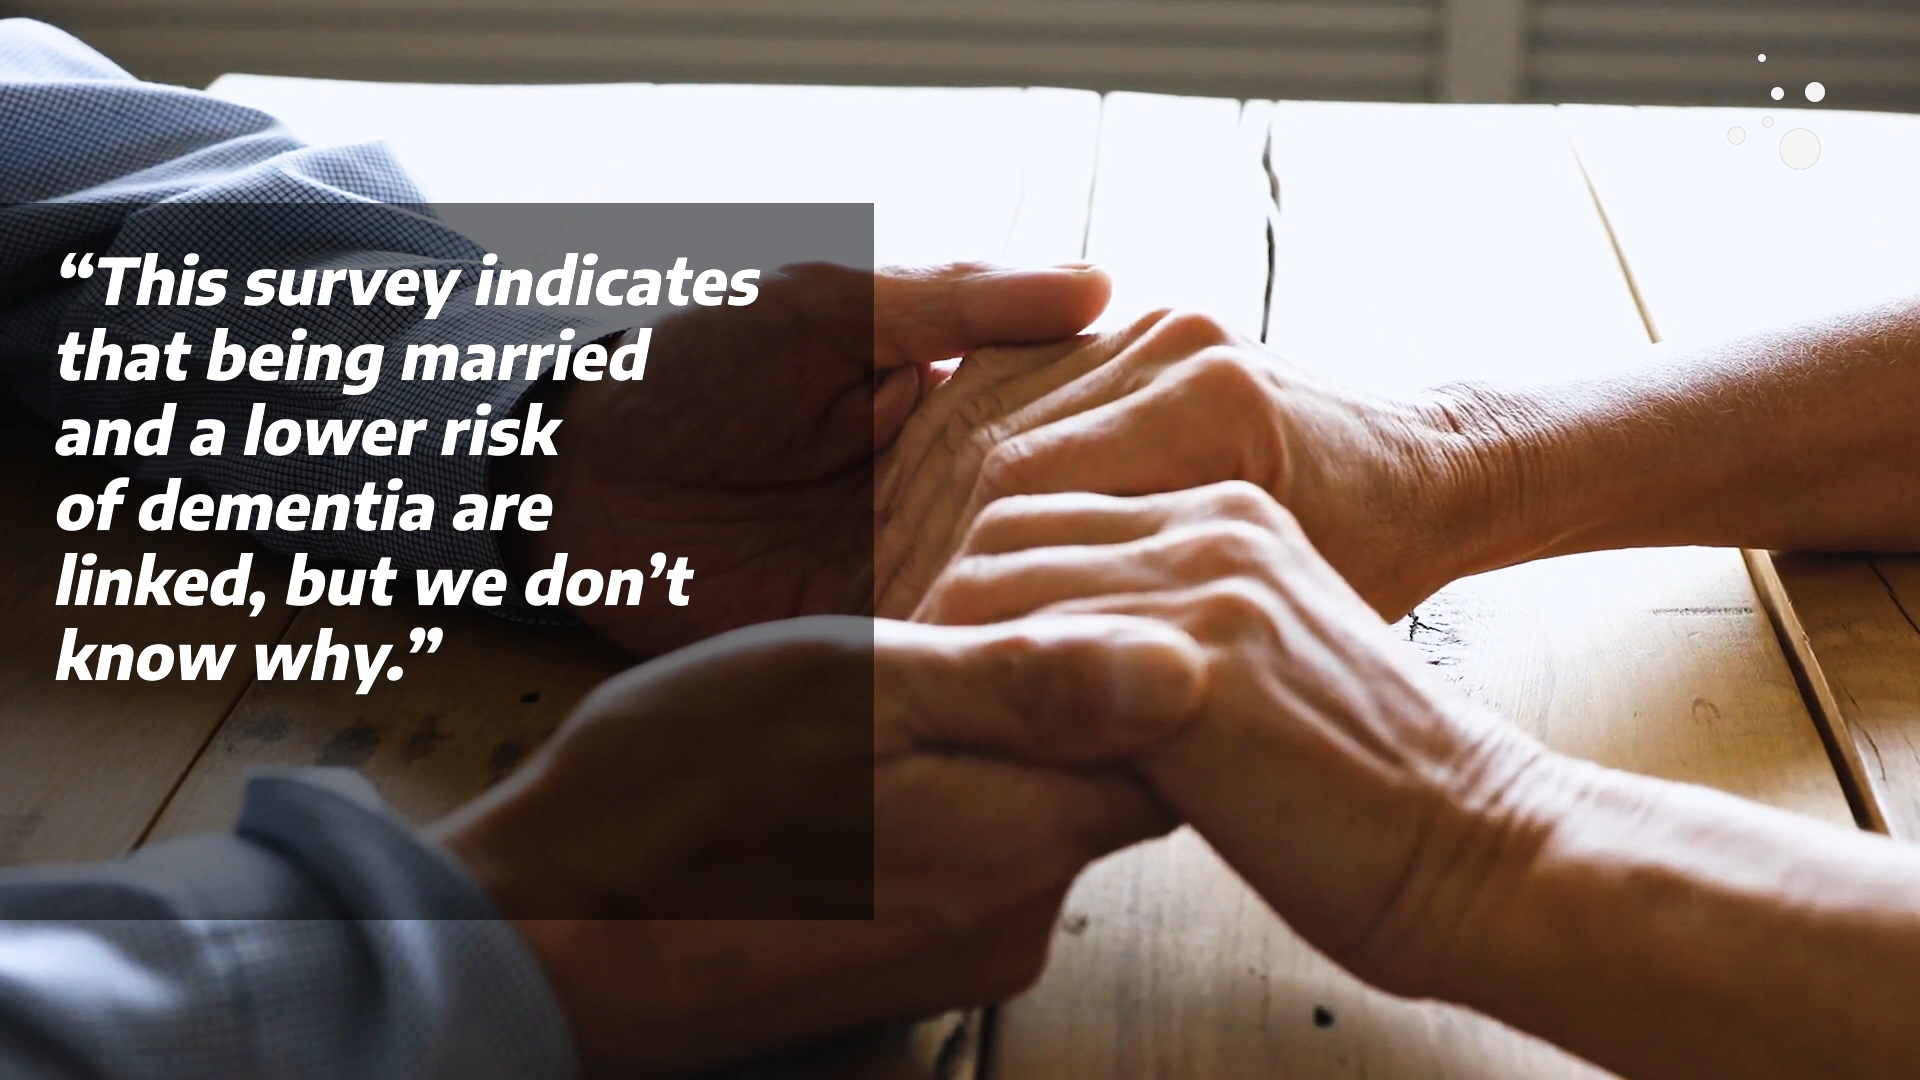 “This survey indicates
that being married
and a lower risk
of dementia are
linked, but we don’t
know why.”